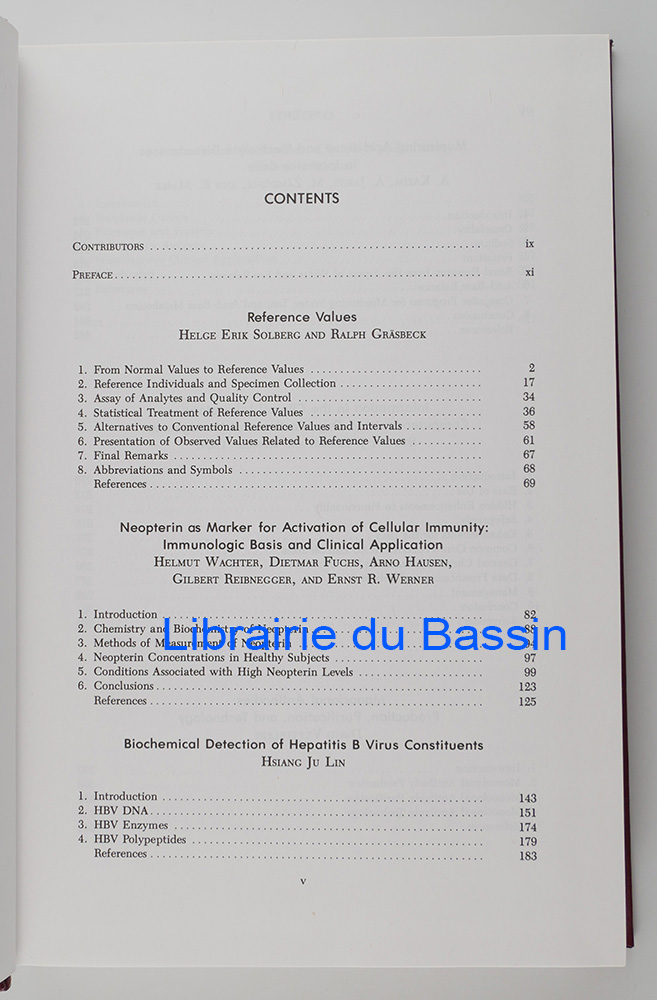 CONTENTS
CONTRIBUTORS ix
PREFACE xi
Reference Values
HELGE ERIK SOLBERG AND RALPH GRÄSBECK
1. From Normal Values to Reference Values 2
2. Reference Individuals and Specimen Collection 17
3. Assay of Analytes and Quality Control 34
4. Statistical Treatment of Reference Values 36
5. Alternatives to Conventional Reference Values and Intervals 58
6. Presentation of Observed Values Related to Reference Values 61
7. Final Remarks 67
8. Abbreviations and Symbols 68
References 69
Neopterin as Marker for Activation of Cellular Immunity:
Immunologic Basis and Clinical Application
HELMUT WACHTER, DIETMAR FUCHS, ARNO HAUSEN,
GILBERT REIBNEGGER, AND ERNST R. WERNER
1. Introduction 82
2. Chemistry and Biochemistry of Neopterin
3. Methods of Measurement of Neopterin
Librairie du Bassin
4. Neopterin Concentrations in Healthy Subjects 97
5. Conditions Associated with High Neopterin Levels 99
6. Conclusions 123
References 125
Biochemical Detection of Hepatitis B Virus Constituents
HSIANG JU LIN
1. Introduction 143
2. HBV DNA 151
3. HBV Enzymes 174
4. HBV Polypeptides 179
References 183
v